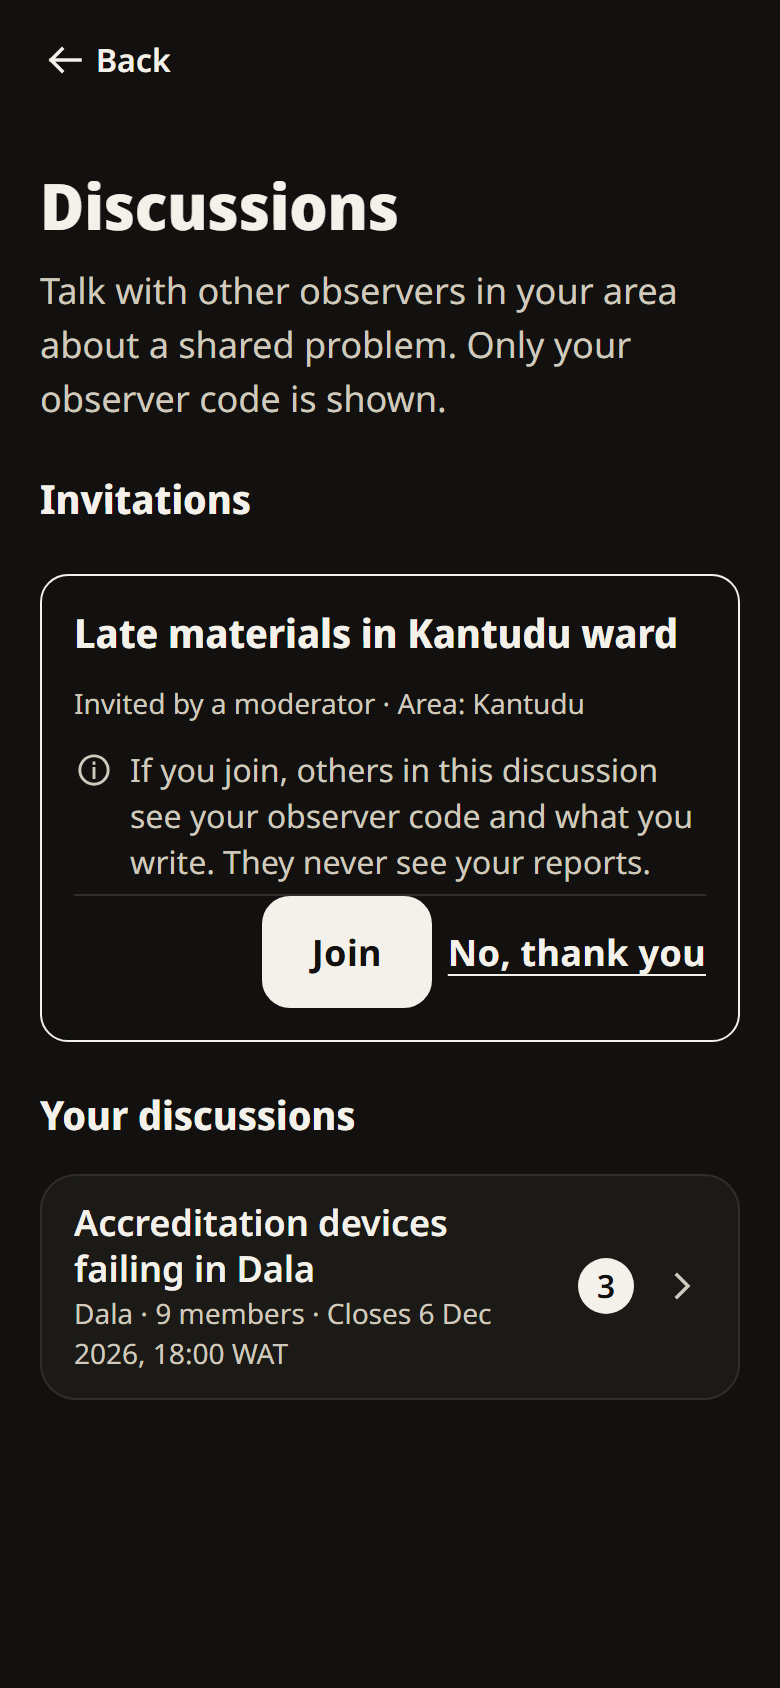 Back
Discussions
Talk with other observers in your area
about a shared problem. Only your
observer code is shown.
Invitations
Late materials in Kantudu ward
Invited by a moderator · Area: Kantudu
If you join, others in this discussion
see your observer code and what you
write. They never see your reports.
Join No, thank you
Your discussions
Accreditation devices
failing in Dala
Dala · 9 members · Closes 6 Dec
2026, 18:00 WAT
3